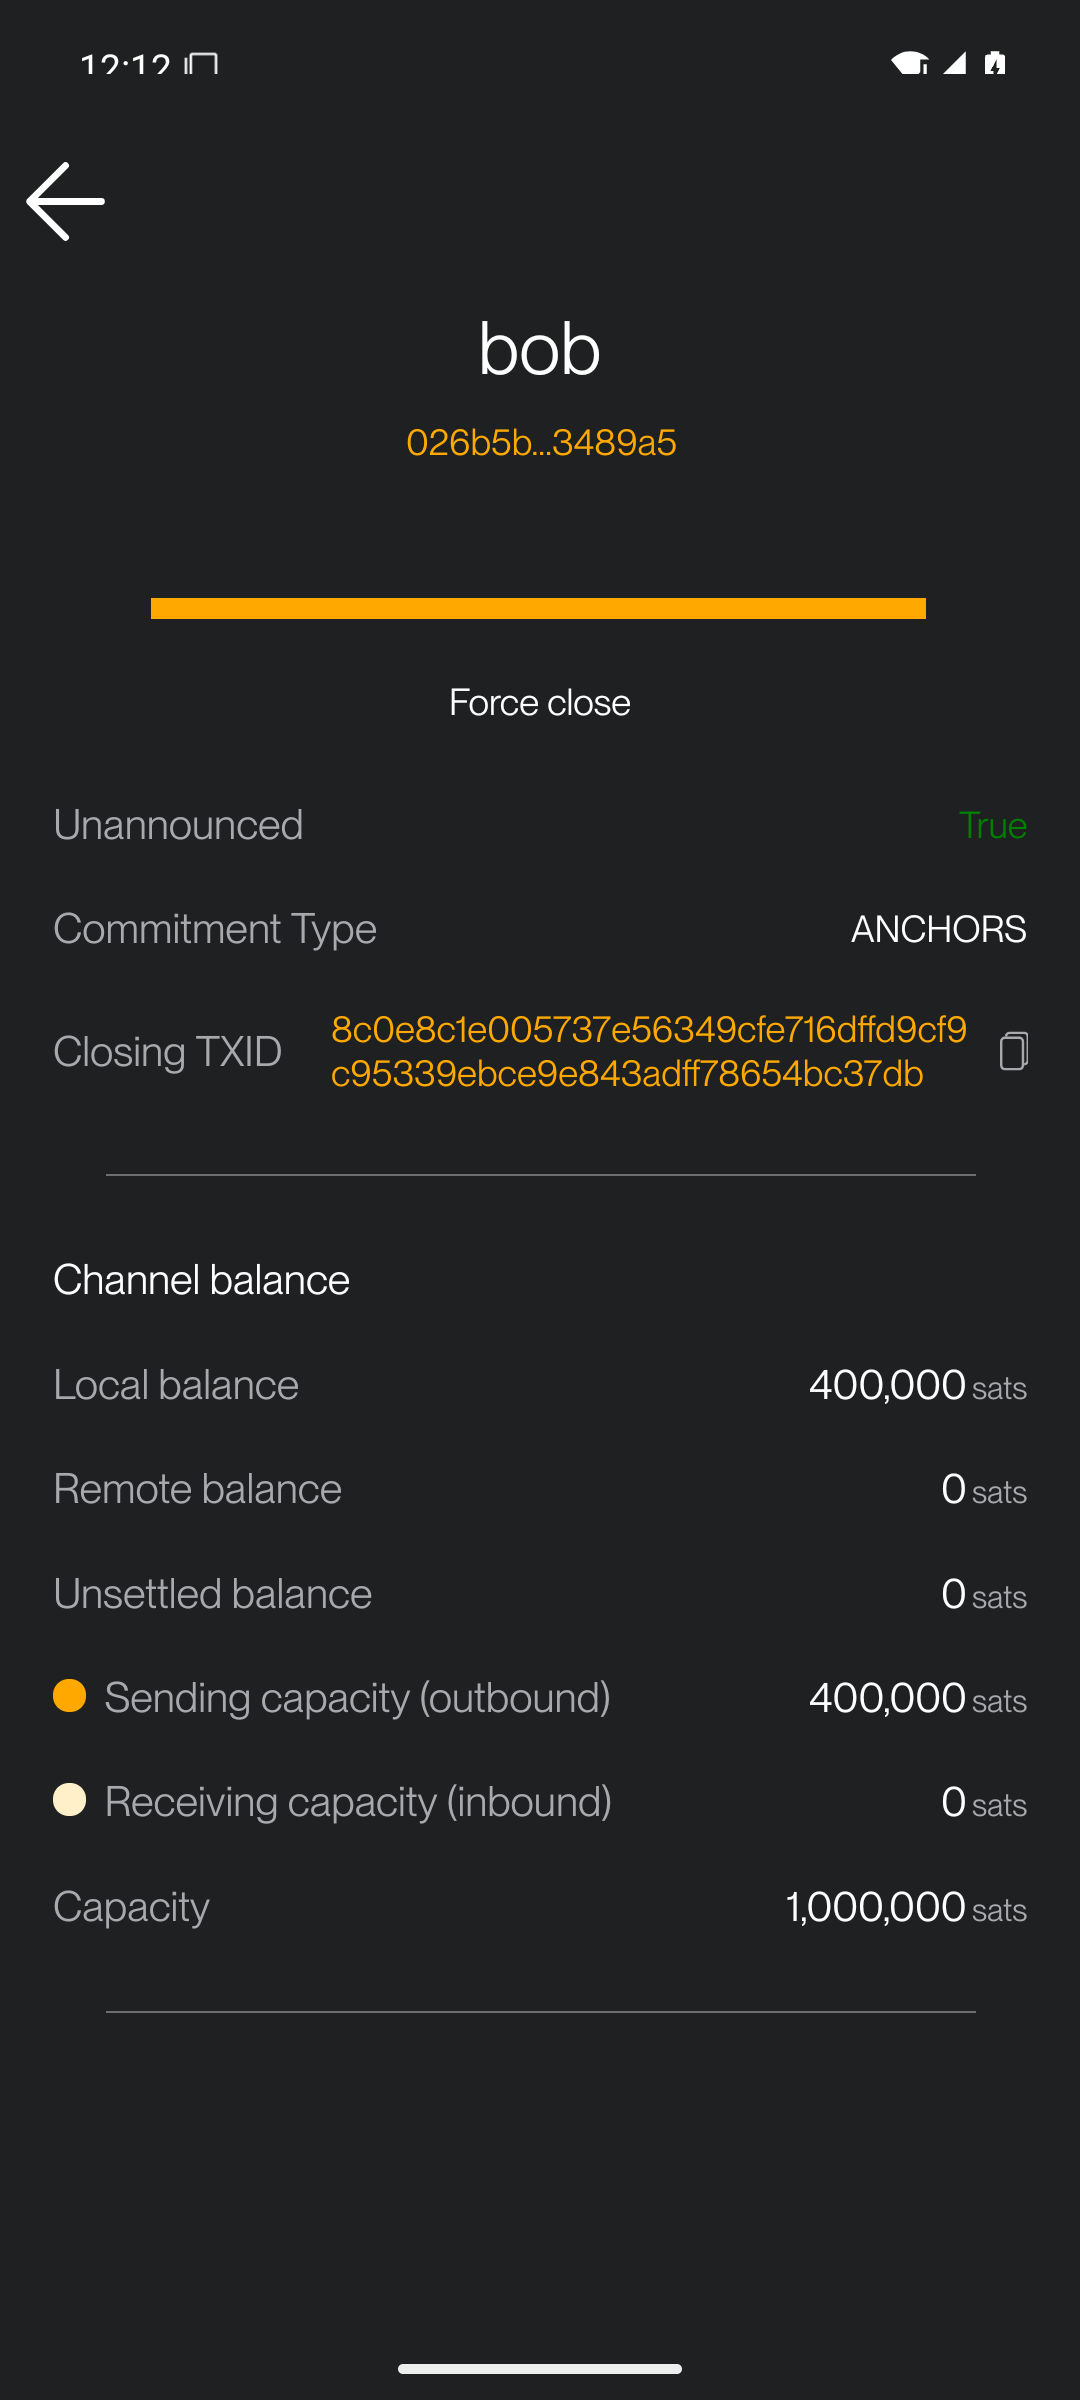 12:12
bob
026b5b...3489a5
Force close
Unannounced True
Commitment Type ANCHORS
Closing TXID 8c0e8c1e005737e56349cfe716dffd9cf9
c95339ebce9e843adff78654bc37db
Channel balance
Local balance 400,000 sats
Remote balance 0 sats
Unsettled balance 0 sats
Sending capacity (outbound) 400,000 sats
Receiving capacity (inbound) 0 sats
Capacity 1,000,000 sats